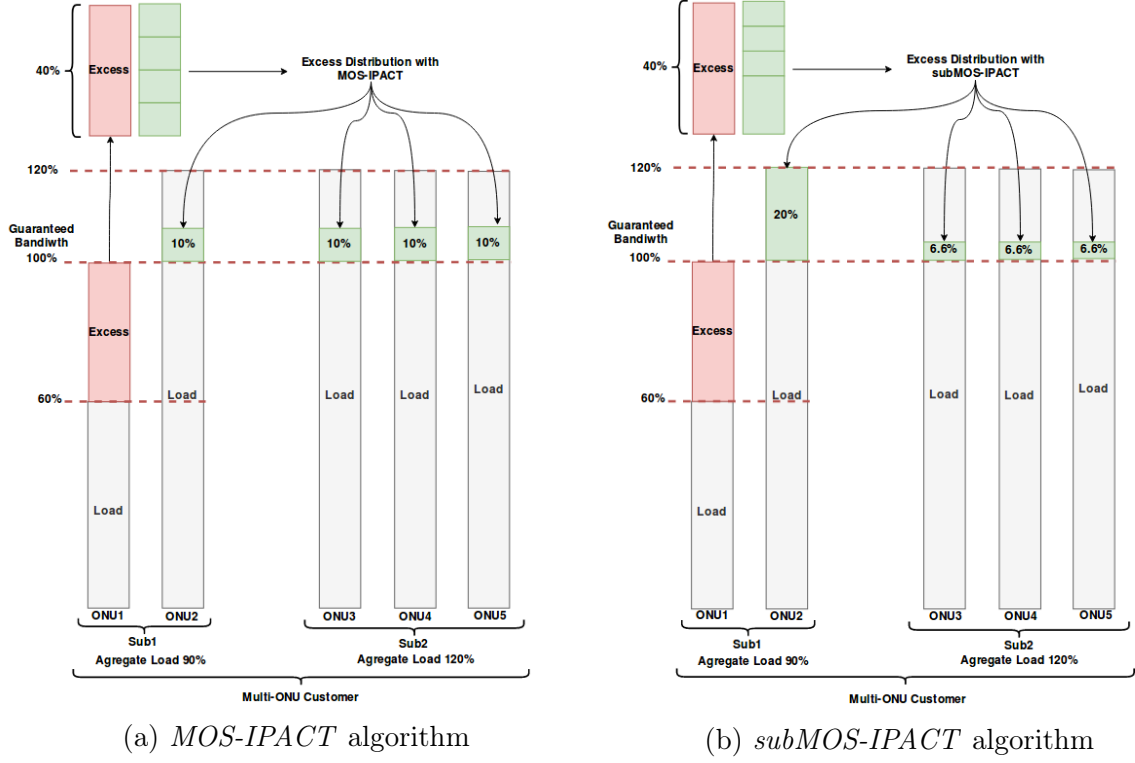 40%
Excess
Excess Distribution with
MOS-IPACT
120%
Guaranteed
Bandiwth
100%
10%
10%
10%
10%
Excess
60%
Load
Load
Load
Load
Load
ONU1
ONU2
ONU3
ONU4
ONU5
Sub1
Agregate Load 90%
Sub2
Agregate Load 120%
Multi-ONU Customer
(a) MOS-IPACT algorithm
40%
Excess
Excess Distribution with
subMOS-IPACT
120%
Guaranteed
Bandiwth
100%
20%
6.6%
6.6%
6.6%
Excess
60%
Load
Load
Load
Load
Load
ONU1
ONU2
ONU3
ONU4
ONU5
Sub1
Agregate Load 90%
Sub2
Agregate Load 120%
Multi-ONU Customer
(b) subMOS-IPACT algorithm